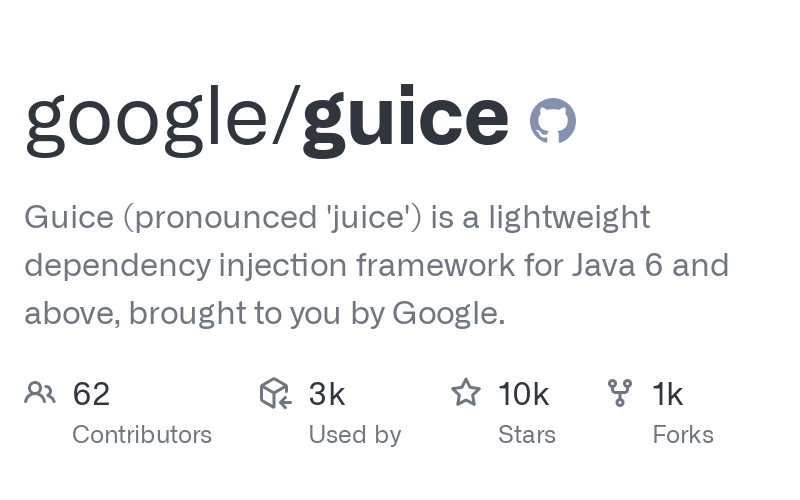 google/guice
Guice (pronounced 'juice') is a lightweight
dependency injection framework for Java 6 and
above, brought to you by Google.
62 3k 10k 1k
Contributors Used by Stars Forks